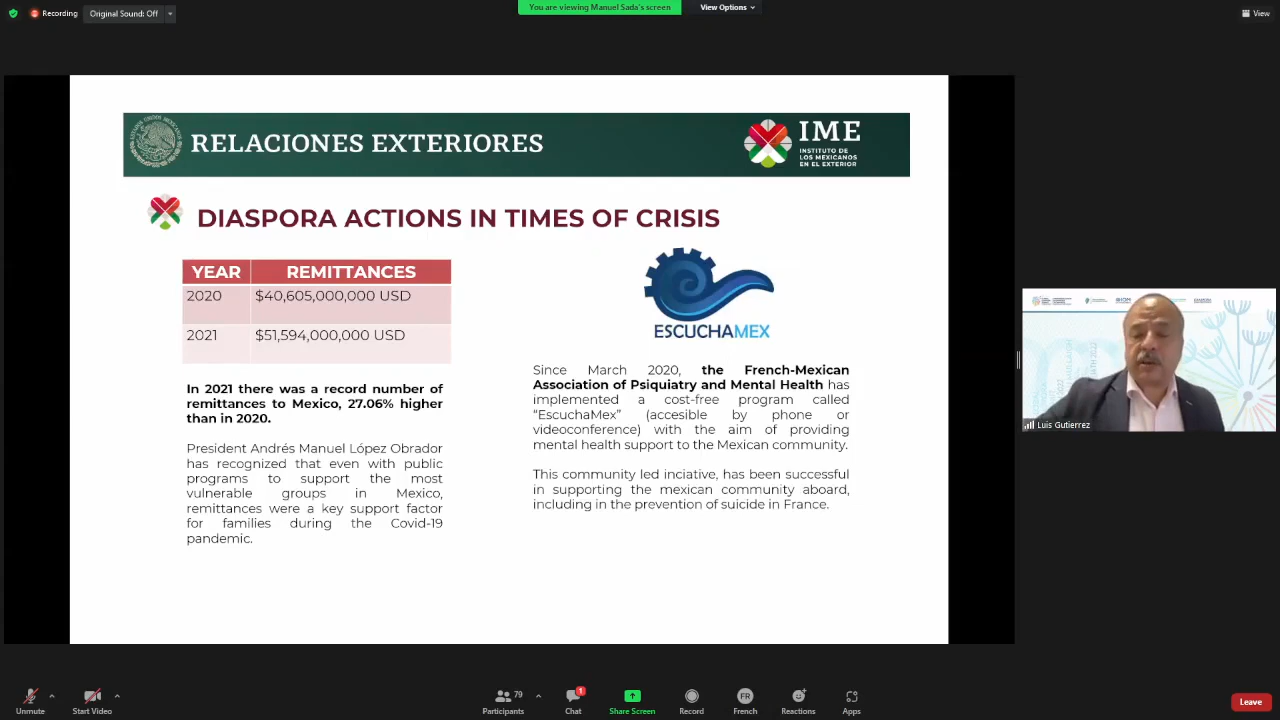 Recording
Original Sound: Off
You are viewing Manuel Sada's screen
View Options
View
RELACIONES EXTERIORES
IME
INSTITUTO DE
LOS MEXICANOS
EN EL EXTERIOR
DIASPORA ACTIONS IN TIMES OF CRISIS
YEAR REMITTANCES
2020 $40,605,000,000 USD
2021 $51,594,000,000 USD
In 2021 there was a record number of
remittances to Mexico, 27.06% higher
than in 2020.
President Andrés Manuel López Obrador
has recognized that even with public
programs to support the most
vulnerable groups in Mexico,
remittances were a key support factor
for families during the Covid-19
pandemic.
ESCUCHAMEX
Since March 2020, the French-Mexican
Association of Psiquiatry and Mental Health has
implemented a cost-free program called
“EscuchaMex” (accesible by phone or
videoconference) with the aim of providing
mental health support to the Mexican community.
This community led inciative, has been successful
in supporting the mexican community aboard,
including in the prevention of suicide in France.
Luis Gutierrez
Unmute
Start Video
79
Participants
1
Chat
Share Screen
Record
FR
French
Reactions
Apps
Leave